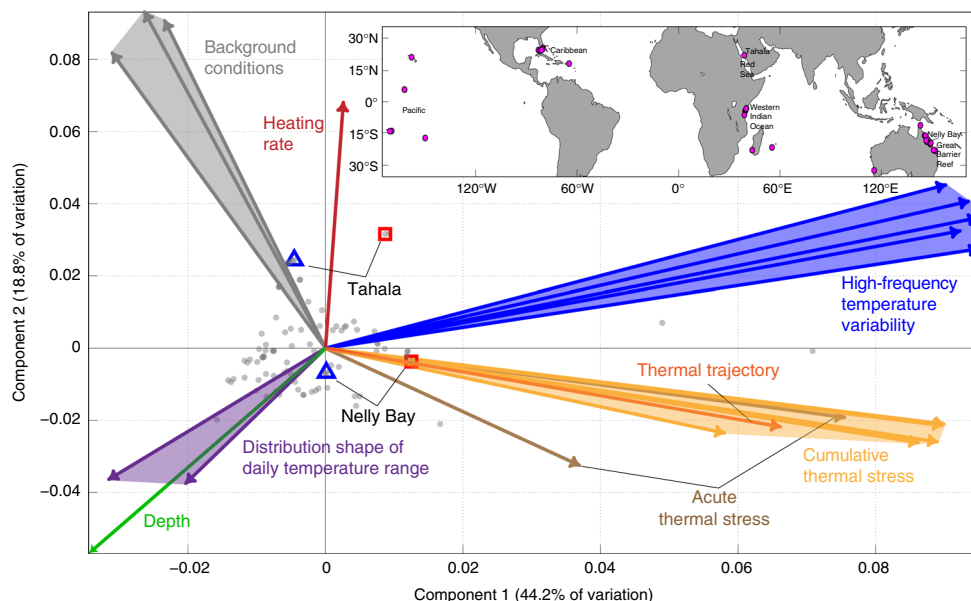 0.08
0.06
0.04
0.02
0
−0.02
−0.04
Component 2 (18.8% of variation)
Background
conditions
Heating
rate
35°N
15°N
0°
15°S
35°S
120°W
60°W
0°E
60°E
120°E
Caribbean
Pacific
Tahala
Red
Sea
Western
Indian
Ocean
Nelly Bay
Great
Barrier
Reef
Tahala
High-frequency
temperature
variability
Thermal trajectory
Nelly Bay
Distribution shape of
daily temperature range
Cumulative
thermal stress
Acute
thermal stress
Depth
−0.02
0
0.02
0.04
0.06
0.08
Component 1 (44.2% of variation)